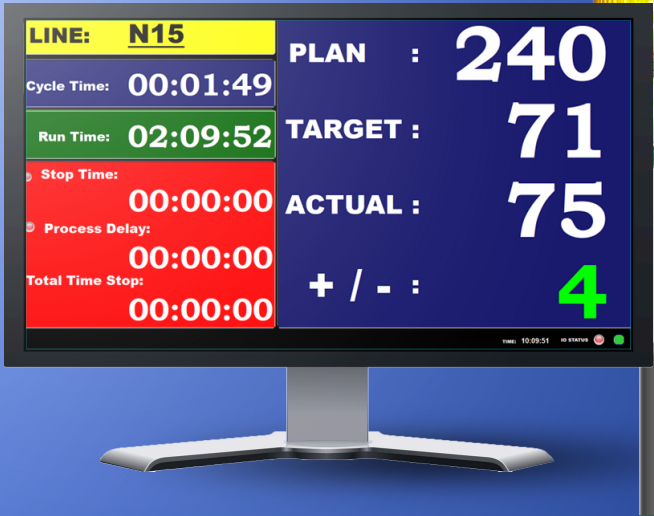 LINE: N15
Cycle Time: 00:01:49
Run Time: 02:09:52
Stop Time:
00:00:00
Process Delay:
00:00:00
Total Time Stop:
00:00:00
PLAN : 240
TARGET : 71
ACTUAL : 75
+ / - : 4
TIME: 10:09:51 IO STATUS